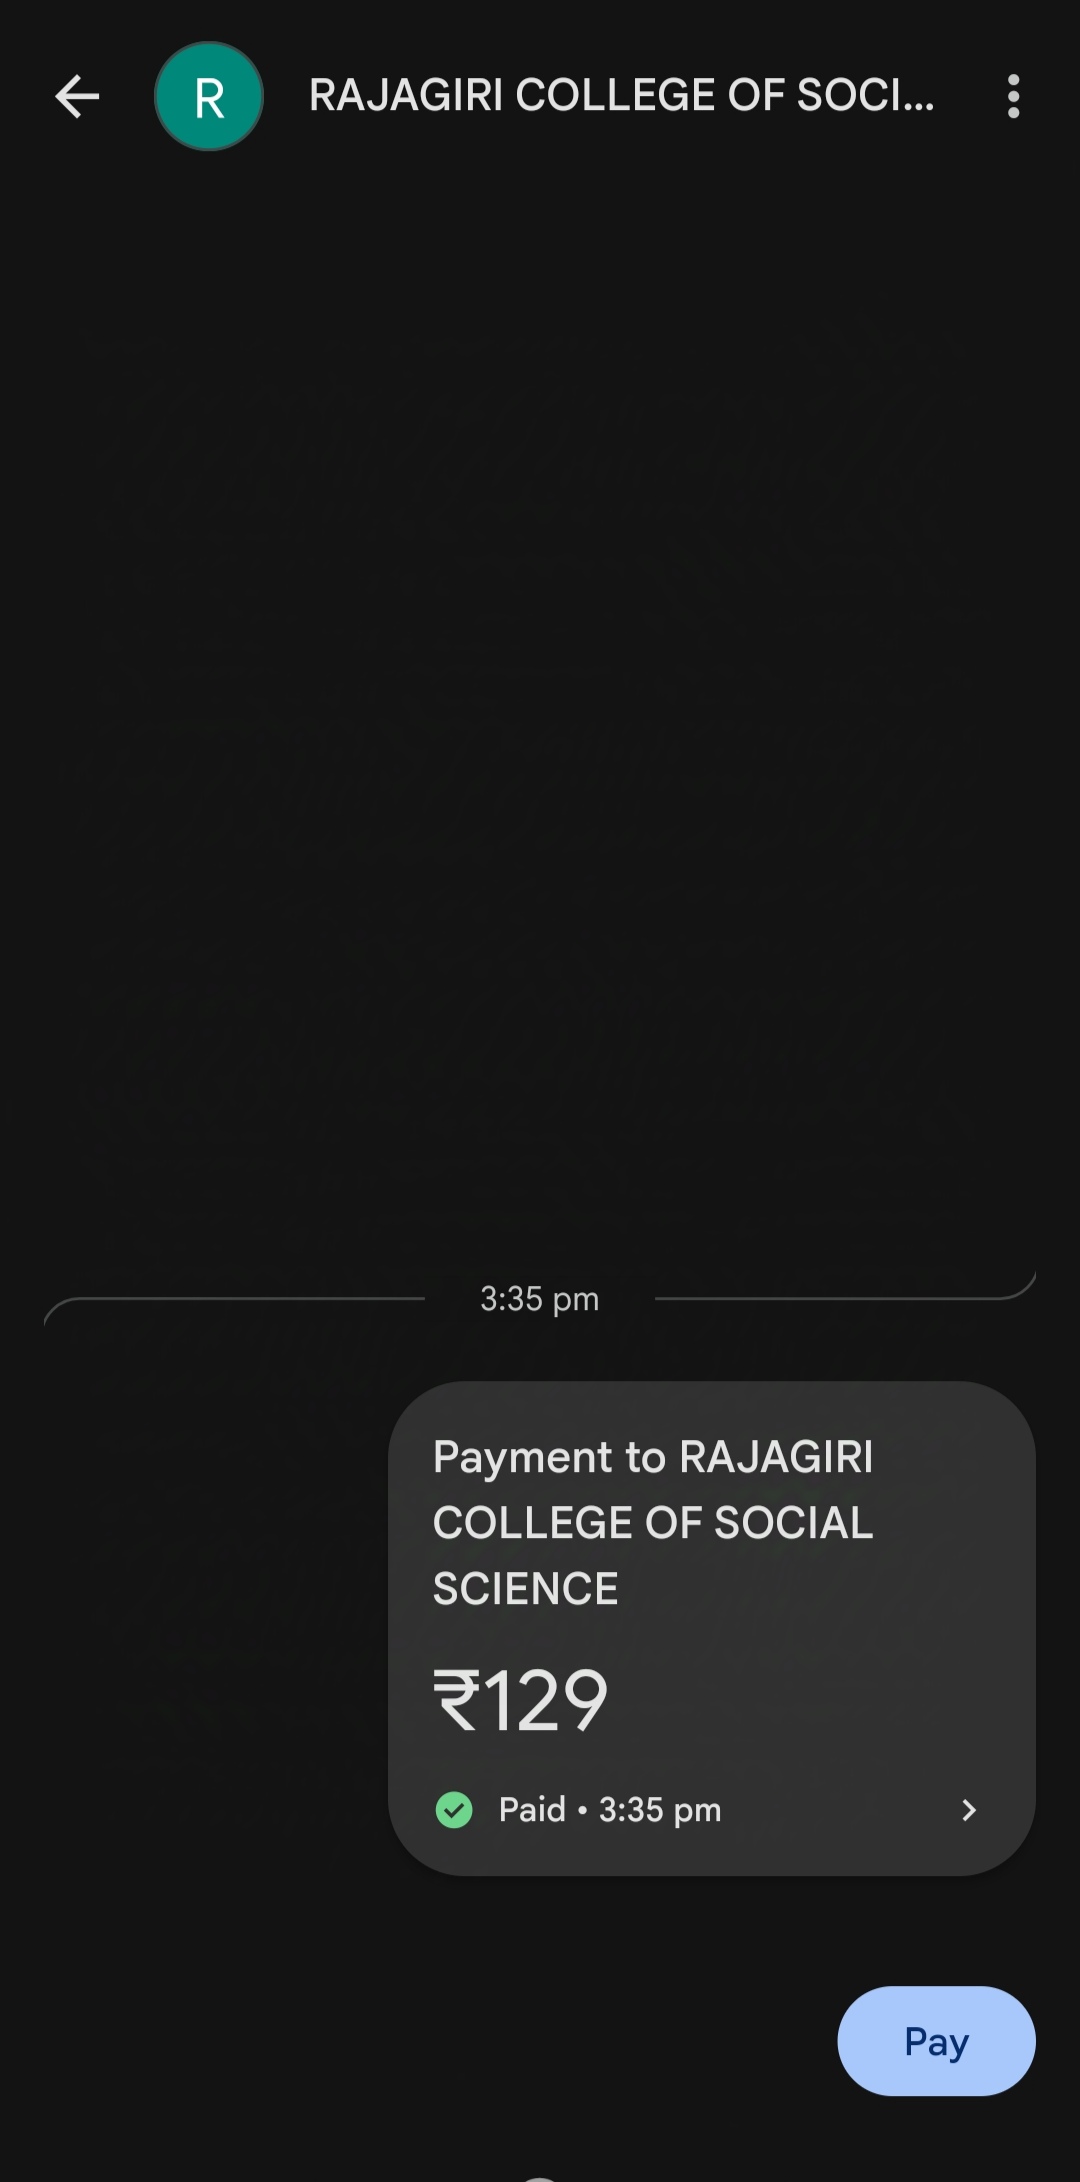 R
RAJAGIRI COLLEGE OF SOCI...
3:35 pm
Payment to RAJAGIRI
COLLEGE OF SOCIAL
SCIENCE
₹129
Paid • 3:35 pm
Pay